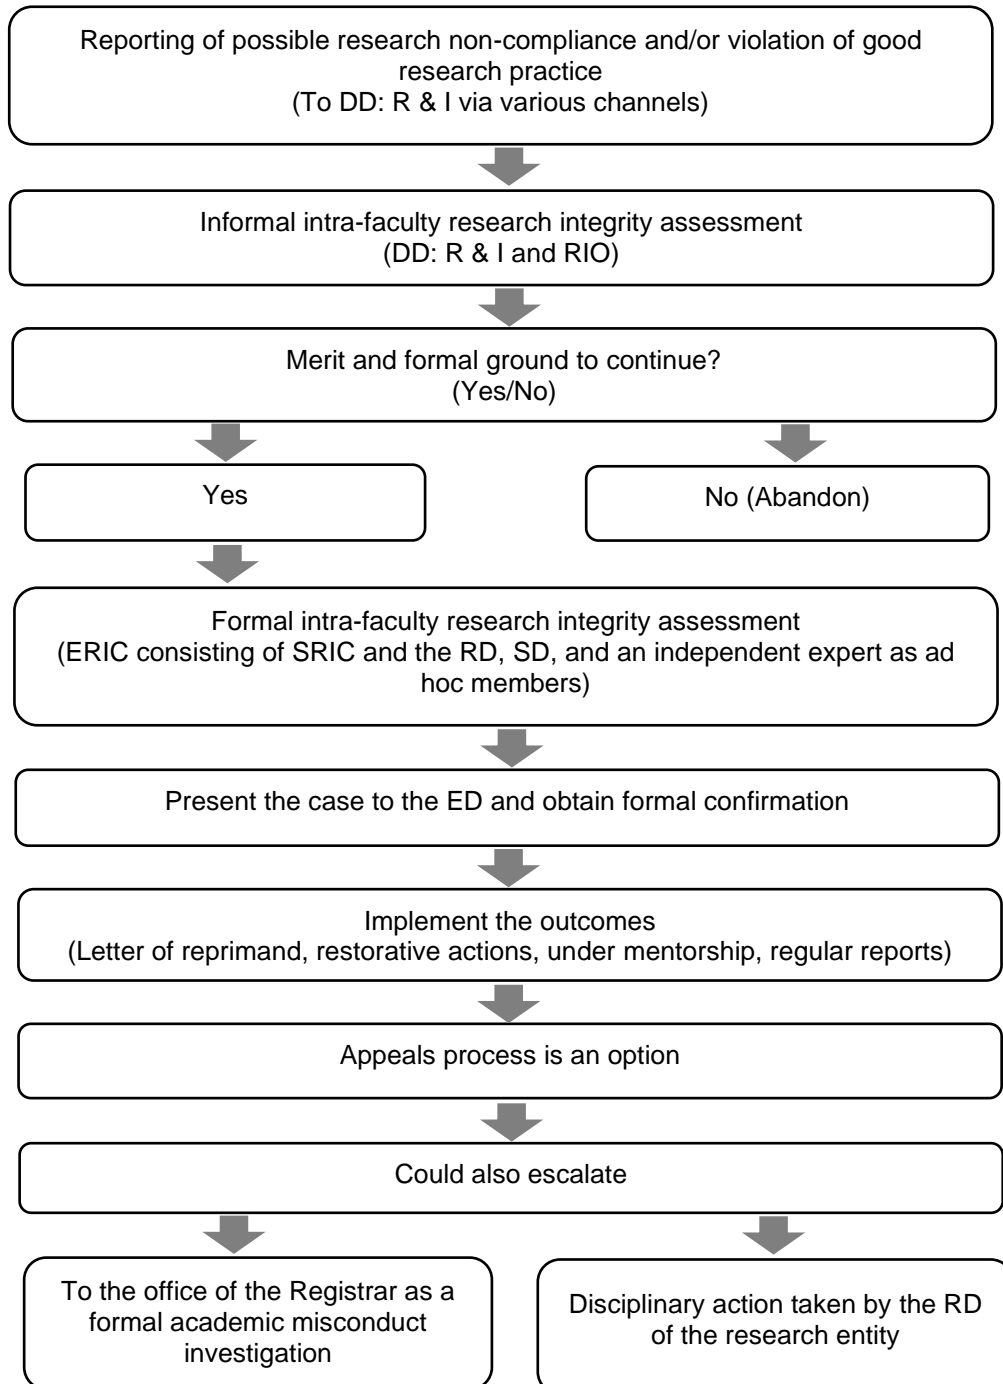 Reporting of possible research non-compliance and/or violation of good
research practice
(To DD: R & I via various channels)
Informal intra-faculty research integrity assessment
(DD: R & I and RIO)
Merit and formal ground to continue?
(Yes/No)
Yes
No (Abandon)
Formal intra-faculty research integrity assessment
(ERIC consisting of SRIC and the RD, SD, and an independent expert as ad
hoc members)
Present the case to the ED and obtain formal confirmation
Implement the outcomes
(Letter of reprimand, restorative actions, under mentorship, regular reports)
Appeals process is an option
Could also escalate
To the office of the Registrar as a
formal academic misconduct
investigation
Disciplinary action taken by the RD
of the research entity